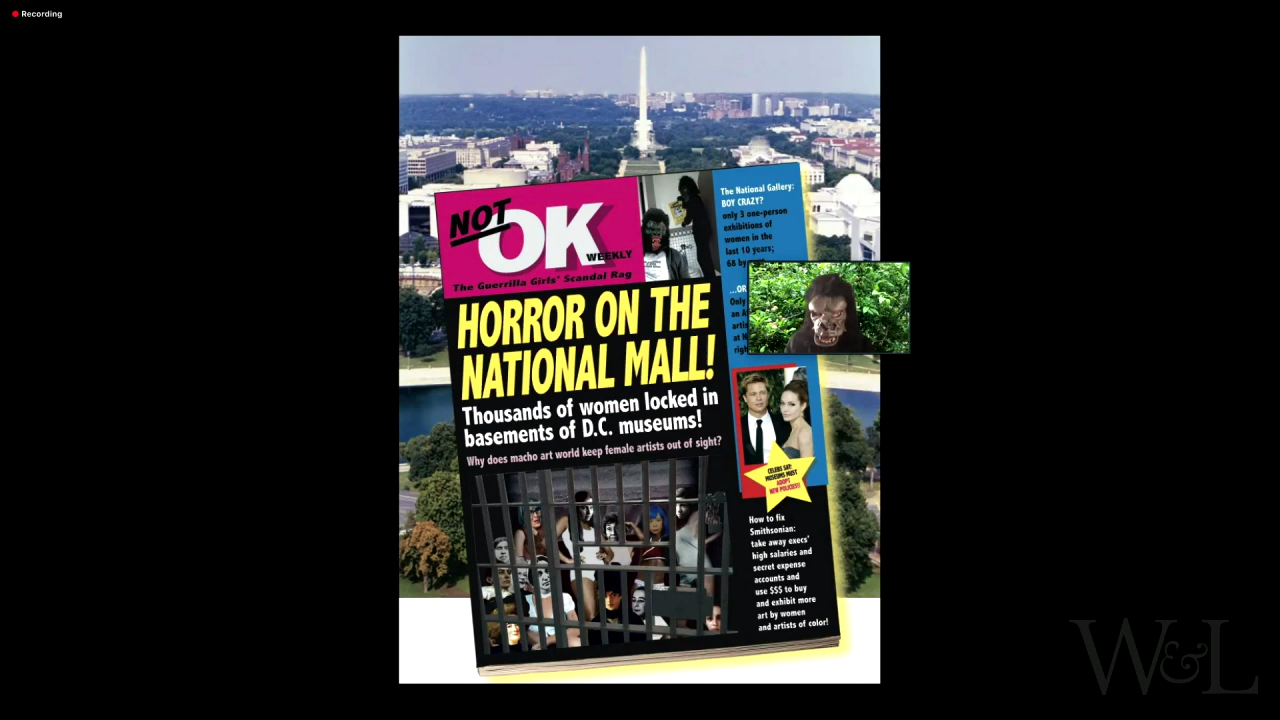 Recording
NOT
OK
WEEKLY
The Guerrilla Girls' Scandal Rag
HORROR ON THE
NATIONAL MALL!
Thousands of women locked in
basements of D.C. museums!
Why does macho art world keep female artists out of sight?
The National Gallery:
BOY CRAZY?
only 3 one-person
exhibitions of
women in the
last 10 years;
68 by
...OR
Only
an
at
CELEBS SAY:
MUSEUMS MUST
ADOPT
NEW POLICIES!
How to fix
Smithsonian:
take away execs'
high salaries and
secret expense
accounts and
use $$$ to buy
and exhibit more
art by women
and artists of color!
W&L